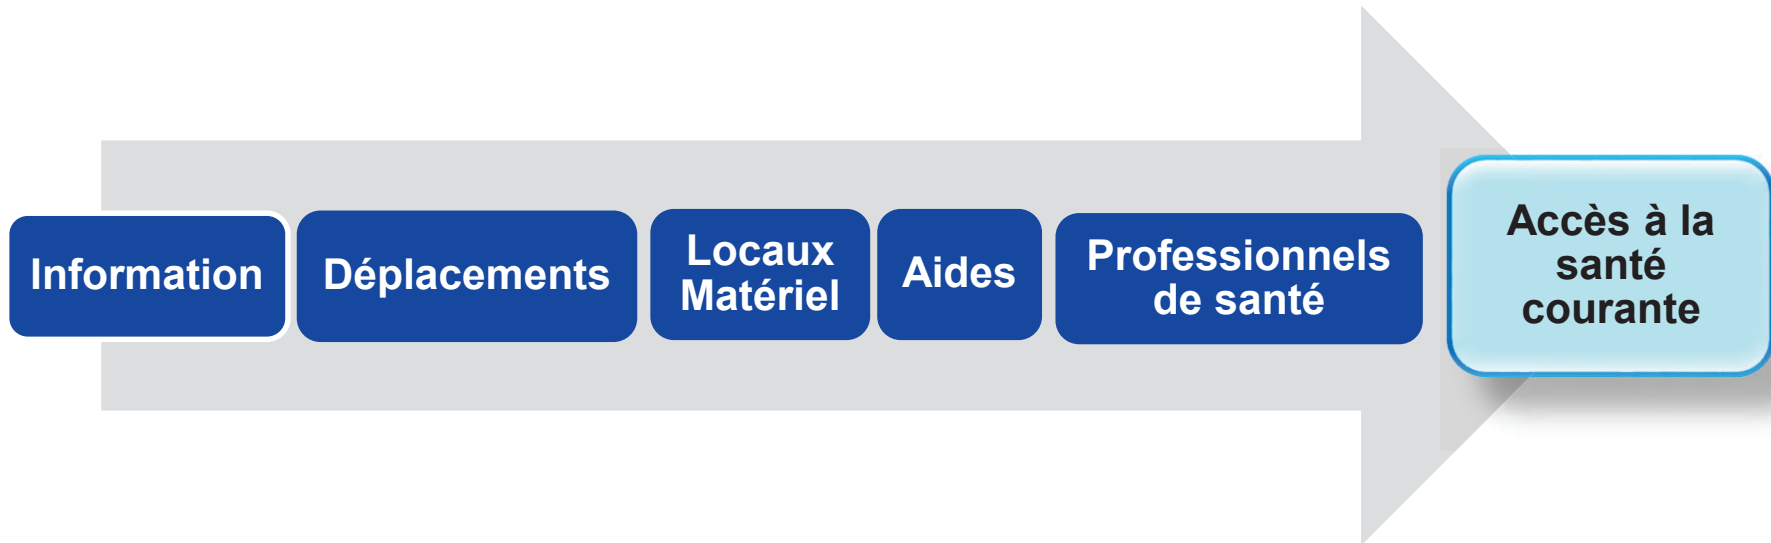 Information
Déplacements
Locaux
Matériel
Aides
Professionnels
de santé
Accès à la
santé
courante